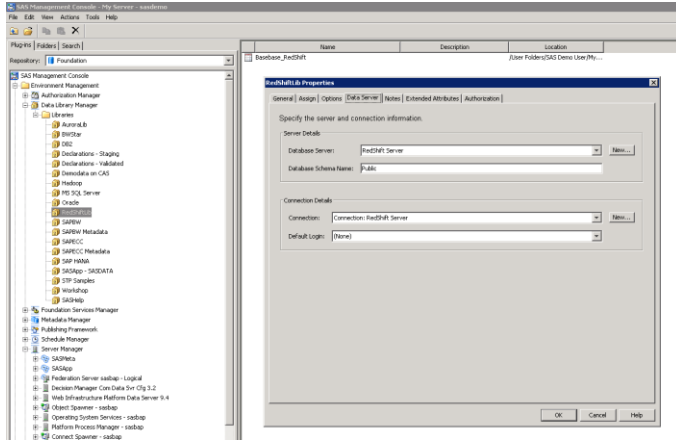 SAS Management Console - My Server - sasdemo
File Edit View Actions Tools Help
Plug-ins Folders Search
Repository: Foundation
SAS Management Console
Environment Management
Authorization Manager
Data Library Manager
Libraries
AuroraLib
BWStar
DB2
Declarations - Staging
Declarations - Validated
Demodata on CAS
Hadoop
MS SQL Server
Oracle
RedShiftLib
SAPBW
SAPBW Metadata
SAPECC
SAPECC Metadata
SAP HANA
SASApp - SASDATA
STP Samples
Workshop
SASHelp
Foundation Services Manager
Metadata Manager
Publishing Framework
Schedule Manager
Server Manager
SASMeta
SASApp
Federation Server sasbap - Logical
Decision Manager Com Data Svr Cfg 3.2
Web Infrastructure Platform Data Server 9.4
Object Spawner - sasbap
Operating System Services - sasbap
Platform Process Manager - sasbap
Connect Spawner - sasbap
Name Description Location
Basebase_RedShift /User Folders/SAS Demo User/My...
RedShiftLib Properties
General Assign Options Data Server Notes Extended Attributes Authorization
Specify the server and connection information.
Server Details
Database Server: RedShift Server New...
Database Schema Name: Public
Connection Details
Connection: Connection: RedShift Server New...
Default Login: (None)
OK Cancel Help